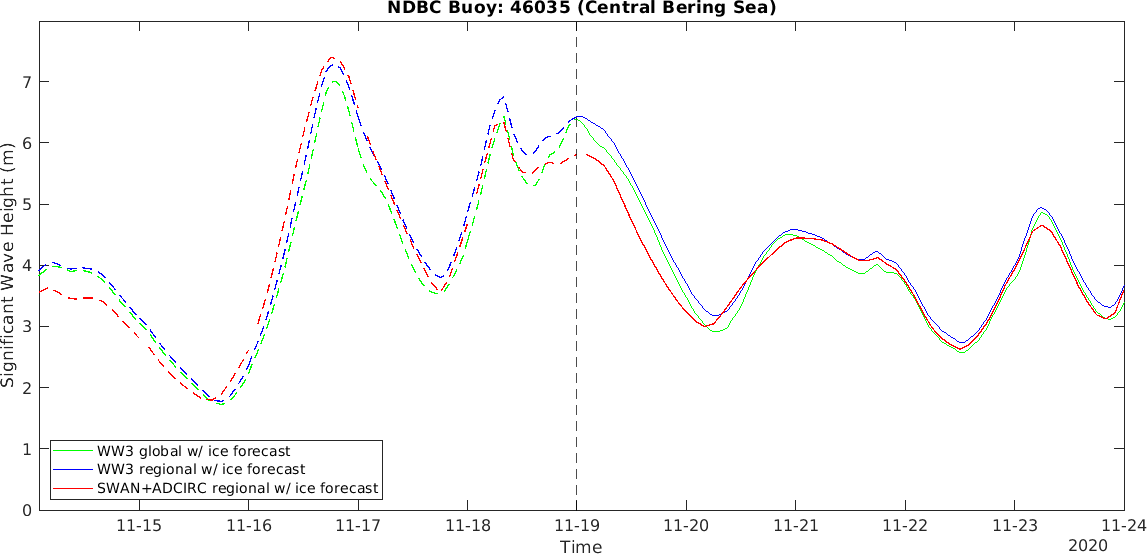 NDBC Buoy: 46035 (Central Bering Sea)
Significant Wave Height (m)
7
6
5
4
3
2
1
0
WW3 global w/ ice forecast
WW3 regional w/ ice forecast
SWAN+ADCIRC regional w/ ice forecast
11-15 11-16 11-17 11-18 11-19 11-20 11-21 11-22 11-23 11-24
Time
2020